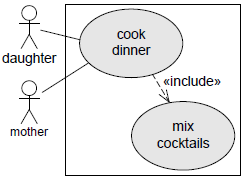 cook
dinner
daughter
«include»
mother
mix
cocktails